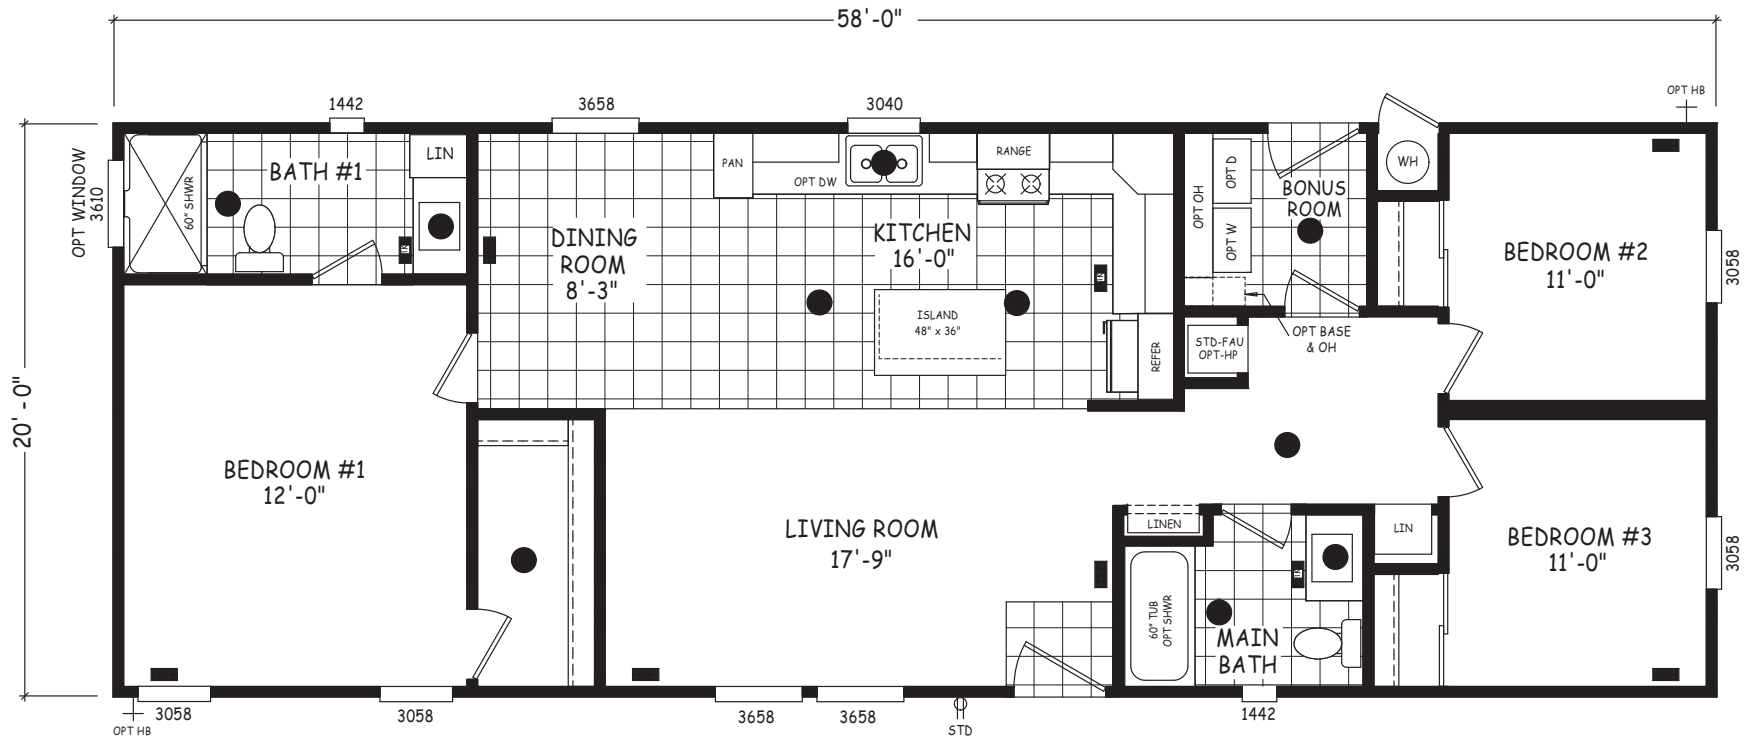 58'-0"
OPT HB
1442
3658
3040
20' - 0"
OPT WINDOW
3610
60" SHWR
BATH #1
LIN
PAN
OPT DW
RANGE
OPT OH
OPT D
OPT W
BONUS
ROOM
WH
DINING
ROOM
8'-3"
KITCHEN
16'-0"
ISLAND
48" x 36"
REFER
STD-FAU
OPT-HP
OPT BASE
& OH
BEDROOM #2
11'-0"
3058
BEDROOM #1
12'-0"
LIVING ROOM
17'-9"
LINEN
60" TUB
OPT SHWR
MAIN
BATH
LIN
BEDROOM #3
11'-0"
3058
OPT HB
3058
3058
3658
3658
STD
1442